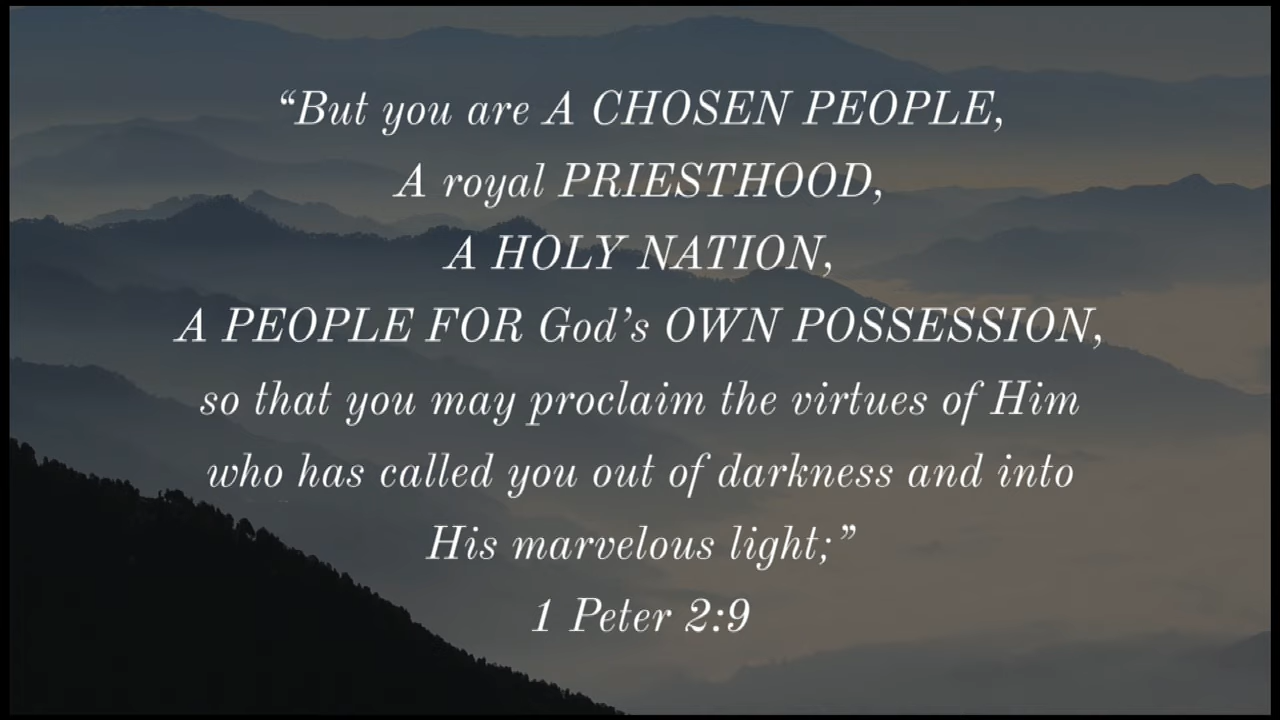 “But you are A CHOSEN PEOPLE,
A royal PRIESTHOOD,
A HOLY NATION,
A PEOPLE FOR God’s OWN POSSESSION,
so that you may proclaim the virtues of Him
who has called you out of darkness and into
His marvelous light;”
1 Peter 2:9